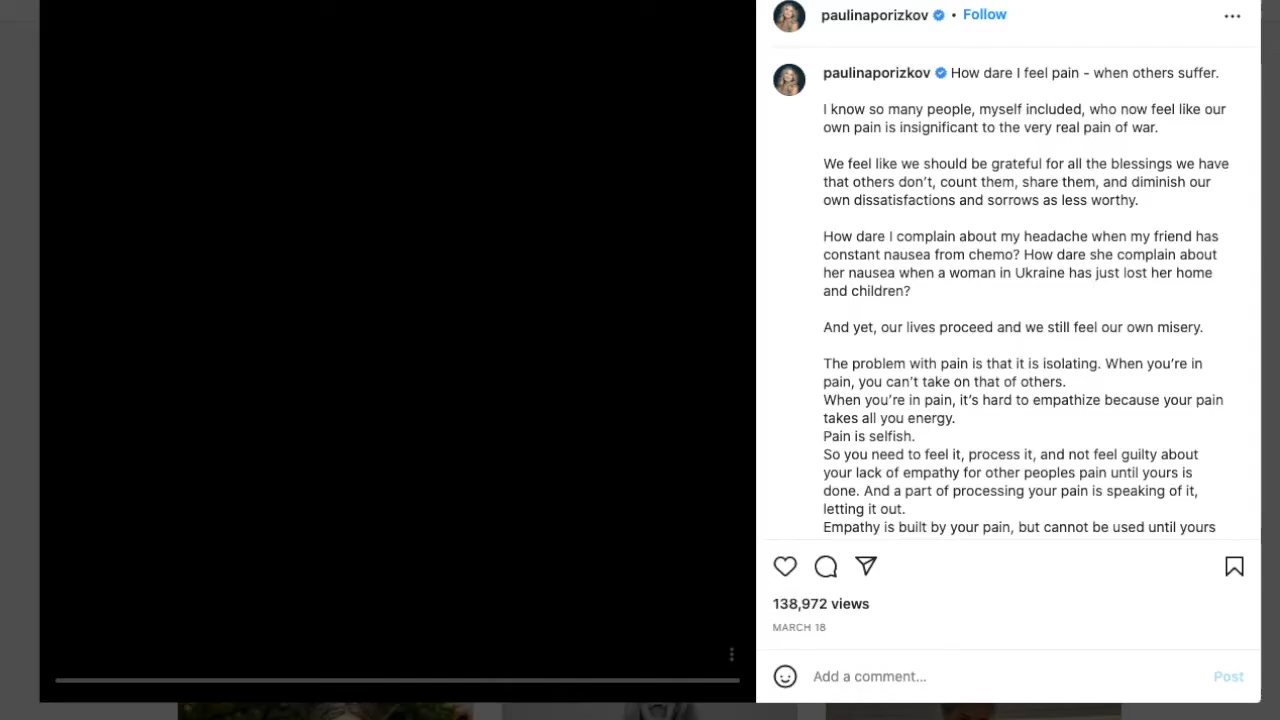 paulinaporizkov • Follow
paulinaporizkov How dare I feel pain - when others suffer.
I know so many people, myself included, who now feel like our
own pain is insignificant to the very real pain of war.
We feel like we should be grateful for all the blessings we have
that others don't, count them, share them, and diminish our
own dissatisfactions and sorrows as less worthy.
How dare I complain about my headache when my friend has
constant nausea from chemo? How dare she complain about
her nausea when a woman in Ukraine has just lost her home
and children?
And yet, our lives proceed and we still feel our own misery.
The problem with pain is that it is isolating. When you're in
pain, you can't take on that of others.
When you're in pain, it's hard to empathize because your pain
takes all you energy.
Pain is selfish.
So you need to feel it, process it, and not feel guilty about
your lack of empathy for other peoples pain until yours is
done. And a part of processing your pain is speaking of it,
letting it out.
Empathy is built by your pain, but cannot be used until yours
138,972 views
MARCH 18
Add a comment...
Post